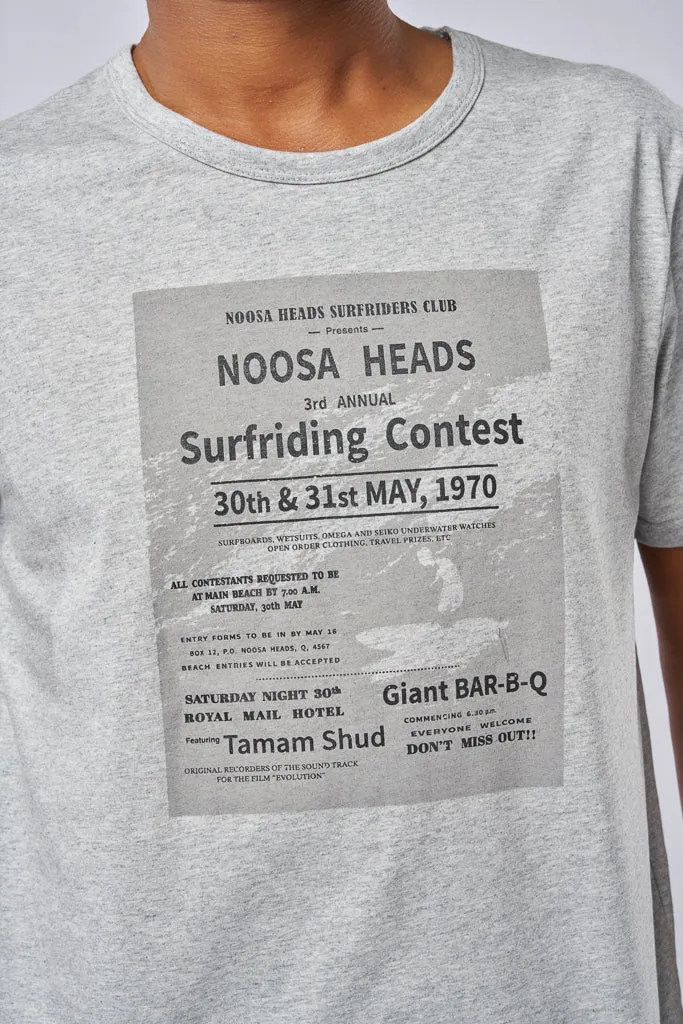 NOOSA HEADS SURFRIDERS CLUB
— Presents —
NOOSA HEADS
3rd ANNUAL
Surfriding Contest
30th & 31st MAY, 1970
SURFBOARDS, WETSUITS, OMEGA AND SEIKO UNDERWATER WATCHES
OPEN ORDER CLOTHING, TRAVEL PRIZES, ETC
ALL CONTESTANTS REQUESTED TO BE
AT MAIN BEACH BY 7.00 A.M.
SATURDAY, 30th MAY
ENTRY FORMS TO BE IN BY MAY 16
BOX 12, P.O. NOOSA HEADS, Q, 4567
BEACH ENTRIES WILL BE ACCEPTED
SATURDAY NIGHT 30th
ROYAL MAIL HOTEL
Featuring Tamam Shud
ORIGINAL RECORDERS OF THE SOUND TRACK
FOR THE FILM "EVOLUTION"
Giant BAR-B-Q
COMMENCING 6.30 p.m.
EVERYONE WELCOME
DON'T MISS OUT!!